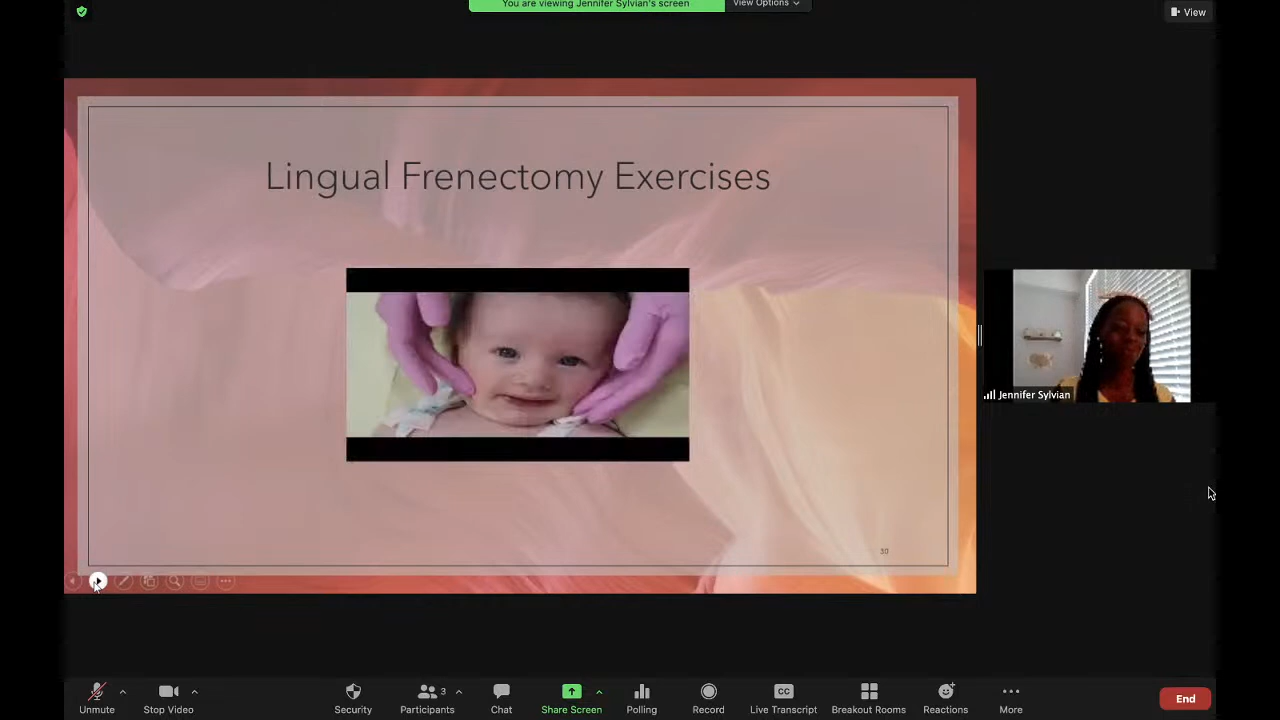 You are viewing Jennifer Sylvian's screen
View Options
View
Lingual Frenectomy Exercises
Jennifer Sylvian
30
Unmute
Stop Video
Security
Participants
3
Chat
Share Screen
Polling
Record
CC
Live Transcript
Breakout Rooms
Reactions
More
End